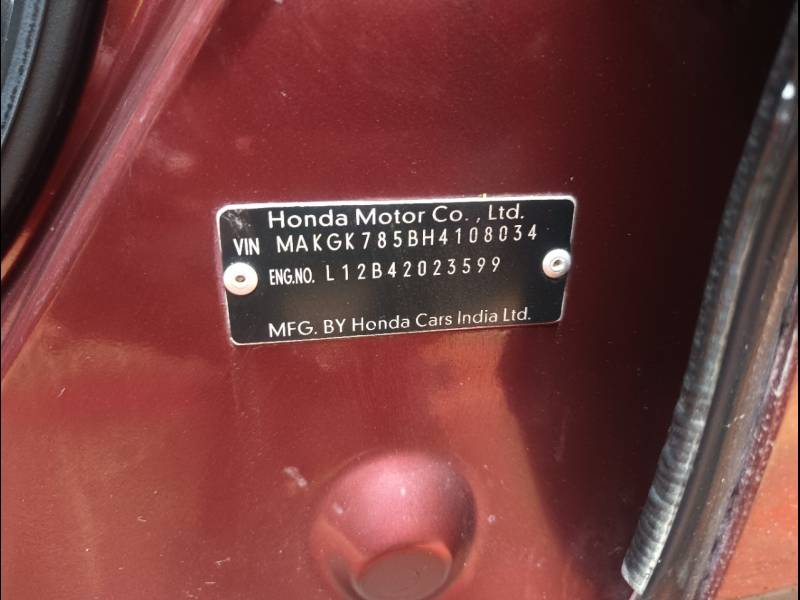 Honda Motor Co., Ltd.
VIN MAKGK785BH4108034
ENG.NO. L12B42023599
MFG. BY Honda Cars India Ltd.